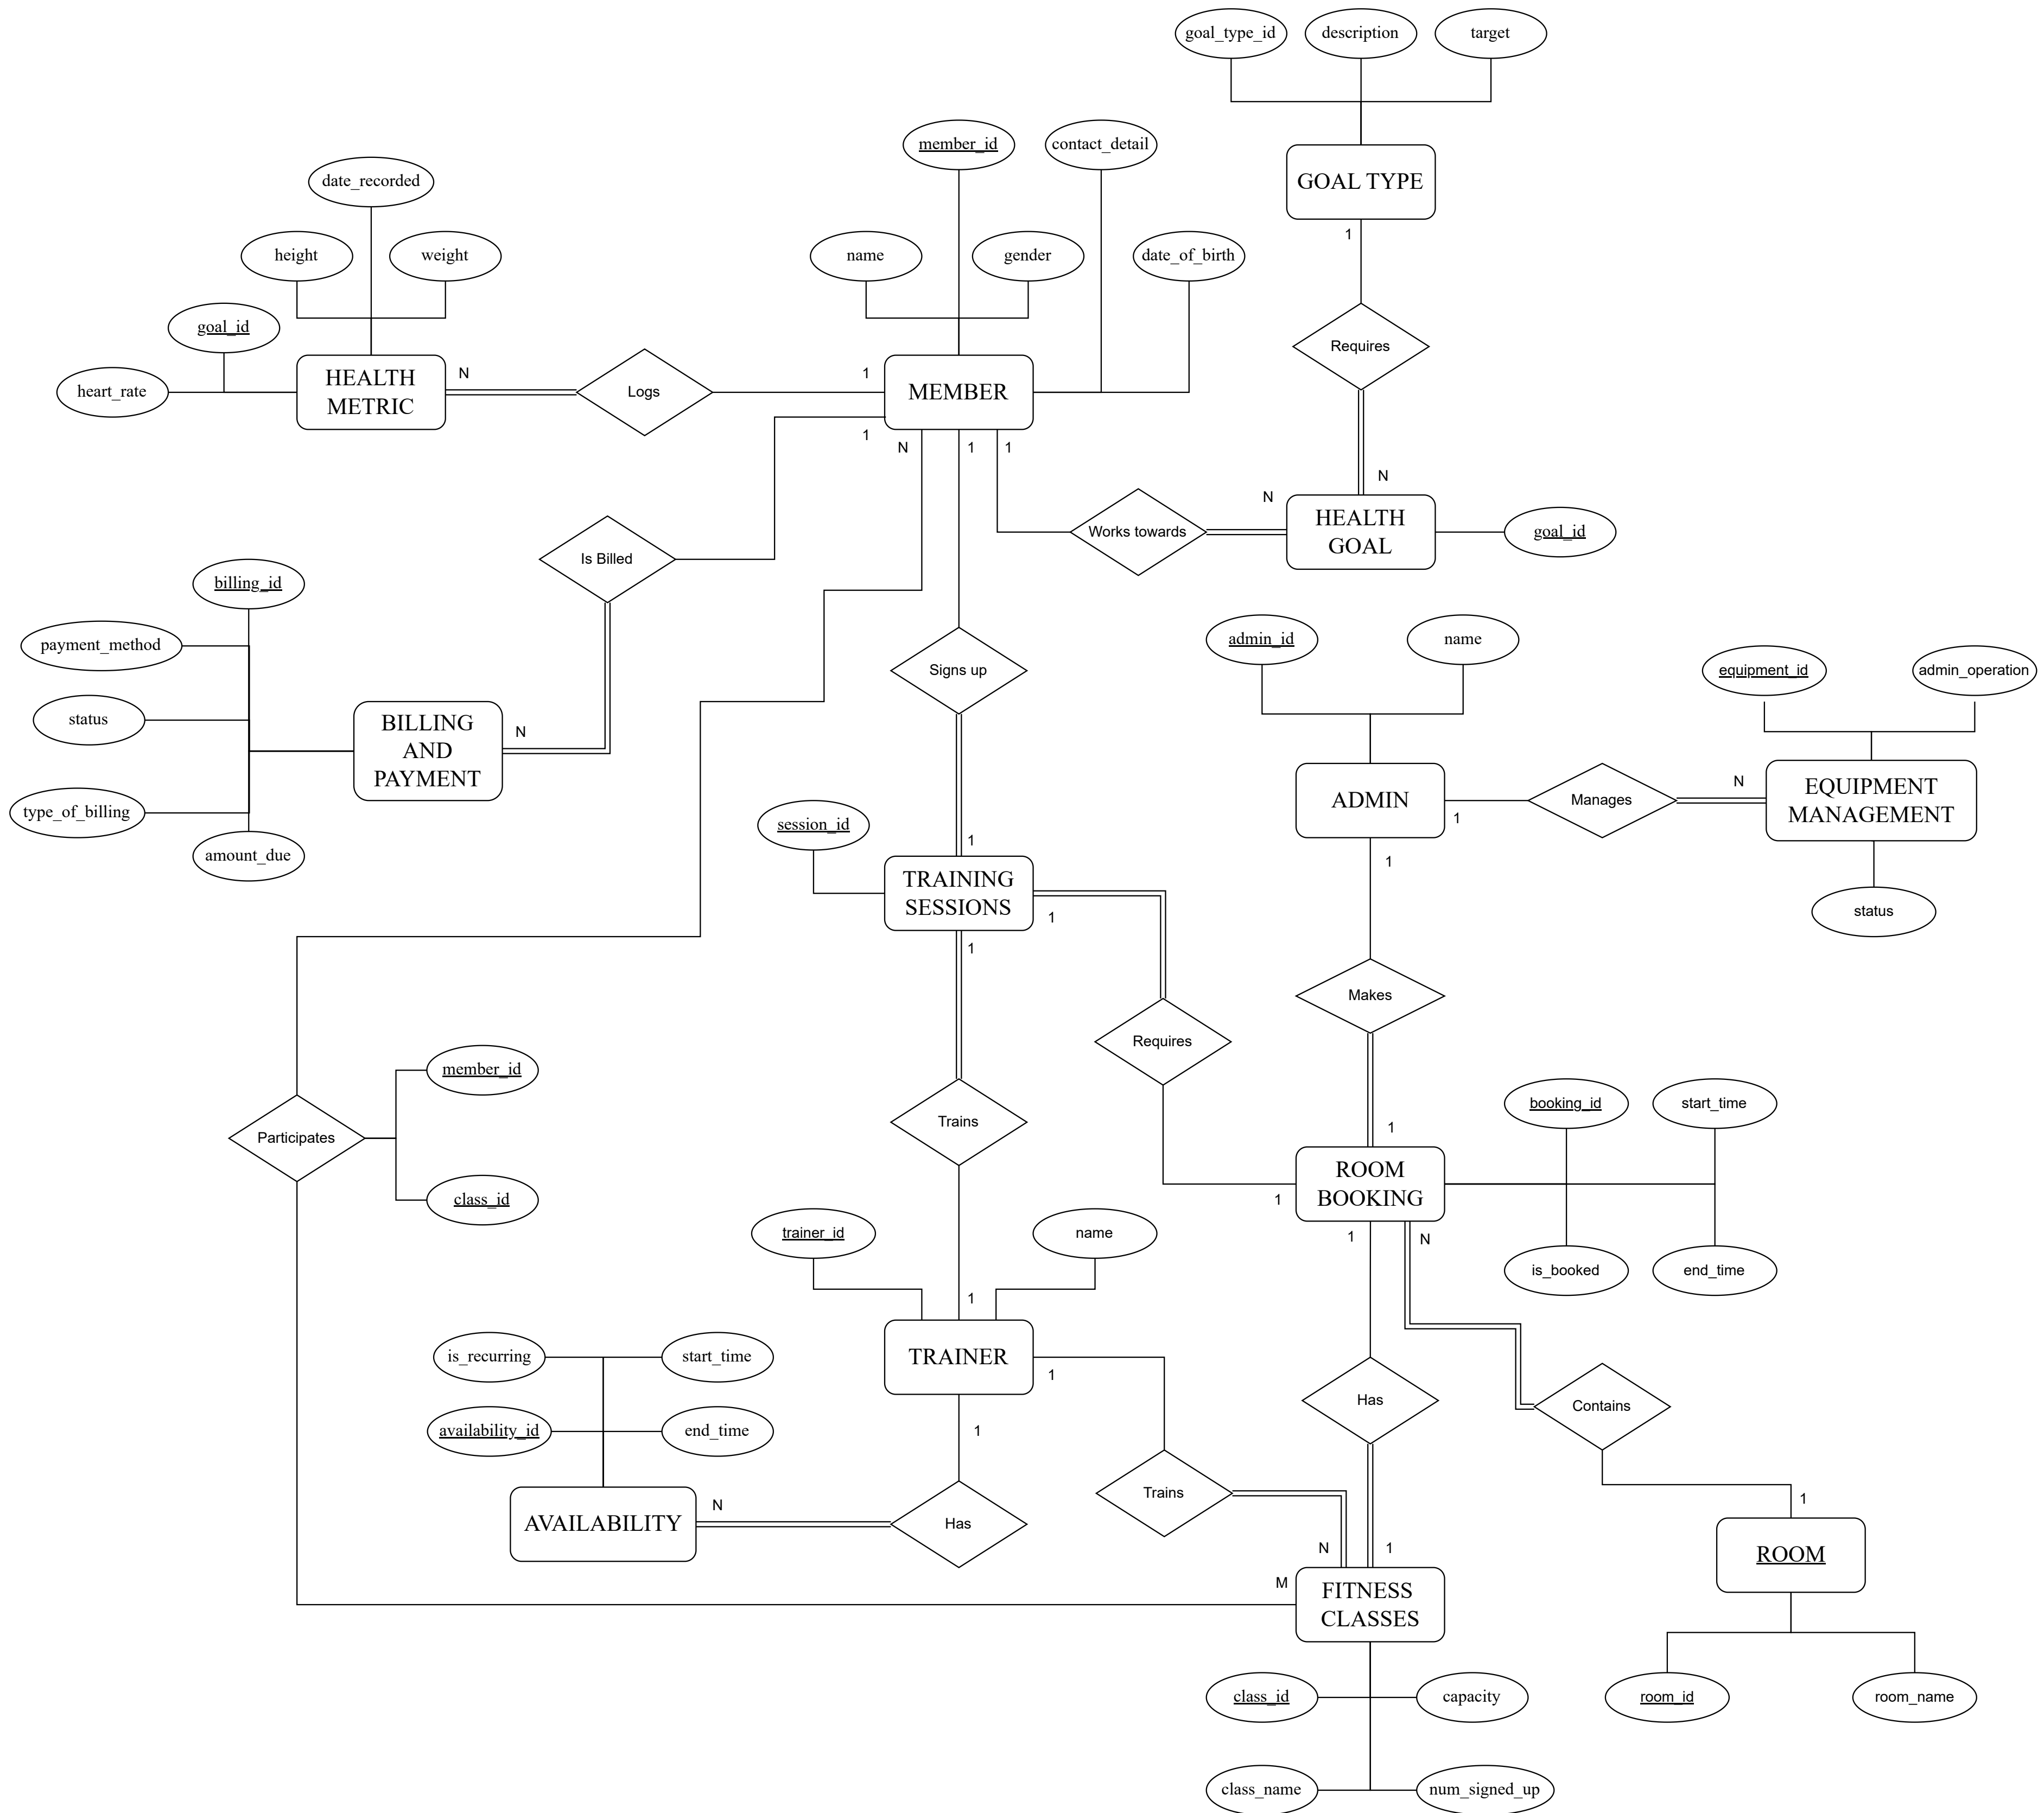 goal_type_id
description
target
member_id
contact_detail
GOAL TYPE
date_recorded
1
height
weight
name
gender
date_of_birth
goal_id
Requires
heart_rate
HEALTH
METRIC
N
Logs
1
MEMBER
1
N
1
1
N
N
Is Billed
Works towards
HEALTH
GOAL
goal_id
billing_id
payment_method
Signs up
admin_id
name
equipment_id
admin_operation
status
BILLING
AND
PAYMENT
N
type_of_billing
amount_due
session_id
1
ADMIN
1
Manages
N
EQUIPMENT
MANAGEMENT
TRAINING
SESSIONS
1
1
1
status
Makes
Requires
member_id
Participates
class_id
Trains
1
booking_id
start_time
ROOM
BOOKING
1
1
N
is_booked
end_time
trainer_id
name
1
TRAINER
1
1
is_recurring
start_time
availability_id
end_time
Has
Contains
AVAILABILITY
N
Has
Trains
N
1
M
1
ROOM
FITNESS
CLASSES
class_id
capacity
room_id
room_name
class_name
num_signed_up